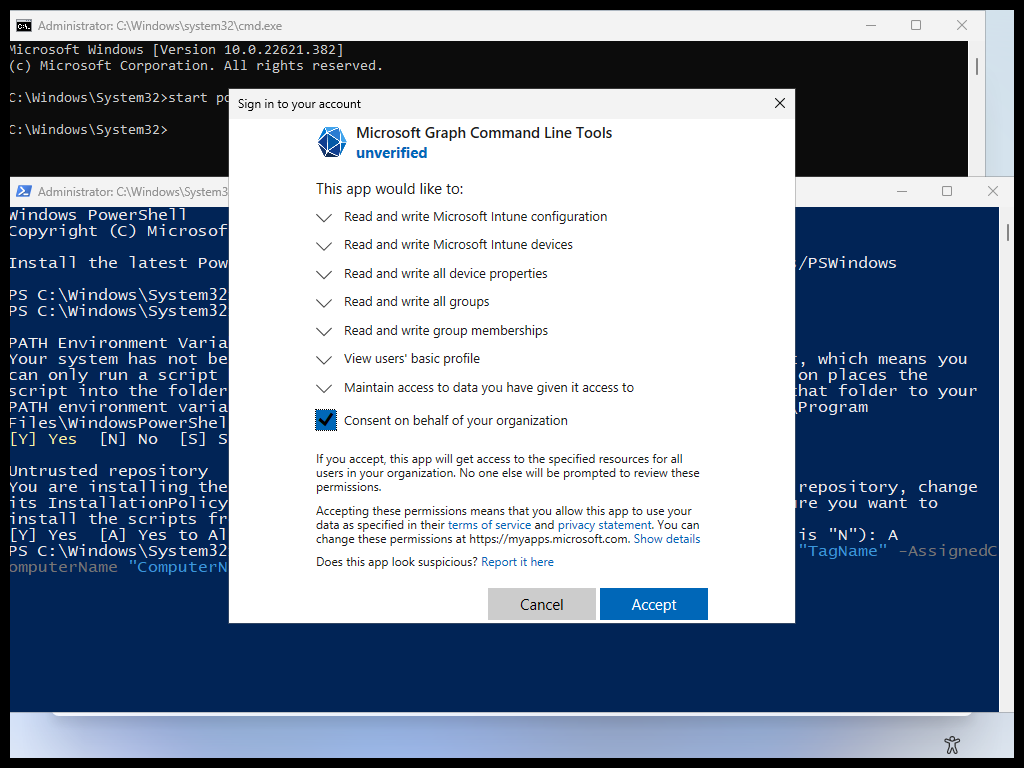 Administrator: C:\Windows\system32\cmd.exe
Microsoft Windows [Version 10.0.22621.382]
(c) Microsoft Corporation. All rights reserved.
C:\Windows\System32>start po
C:\Windows\System32>
Sign in to your account
Microsoft Graph Command Line Tools
unverified
This app would like to:
Read and write Microsoft Intune configuration
Read and write Microsoft Intune devices
Read and write all device properties
Read and write all groups
Read and write group memberships
View users' basic profile
Maintain access to data you have given it access to
Consent on behalf of your organization
If you accept, this app will get access to the specified resources for all
users in your organization. No one else will be prompted to review these
permissions.
Accepting these permissions means that you allow this app to use your
data as specified in their terms of service and privacy statement. You can
change these permissions at https://myapps.microsoft.com. Show details
Does this app look suspicious? Report it here
Cancel
Accept
Administrator: C:\Windows\System3
Windows PowerShell
Copyright (C) Microsof
Install the latest Pow /PSWindows
PS C:\Windows\System32
PS C:\Windows\System32
PATH Environment Varia
Your system has not be , which means you
can only run a script on places the
script into the folder that folder to your
PATH environment varia \Program
Files\WindowsPowerShel
[Y] Yes [N] No [S] S
Untrusted repository
You are installing the repository, change
its InstallationPolicy re you want to
install the scripts fr
[Y] Yes [A] Yes to Al is "N"): A
PS C:\Windows\System32 "TagName" -AssignedC
omputerName "ComputerN